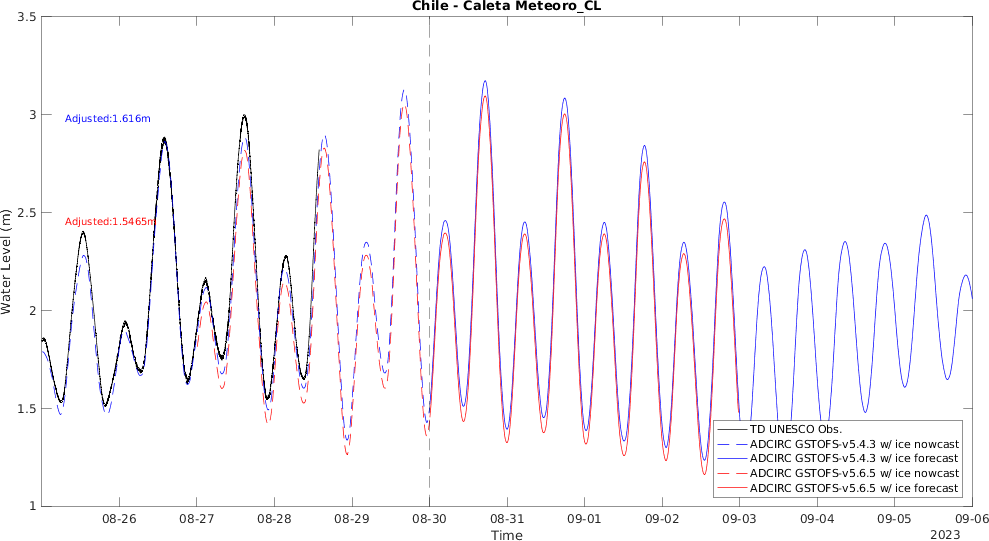 Chile - Caleta Meteoro_CL
3.5
3
2.5
2
1.5
1
Water Level (m)
Adjusted:1.616m
Adjusted:1.5465m
TD UNESCO Obs.
ADCIRC GSTOFS-v5.4.3 w/ ice nowcast
ADCIRC GSTOFS-v5.4.3 w/ ice forecast
ADCIRC GSTOFS-v5.6.5 w/ ice nowcast
ADCIRC GSTOFS-v5.6.5 w/ ice forecast
08-26 08-27 08-28 08-29 08-30 08-31 09-01 09-02 09-03 09-04 09-05 09-06
Time
2023